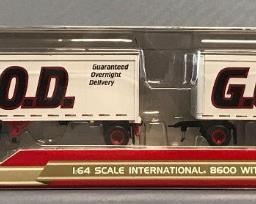 O.D.
Guaranteed
Overnight
Delivery
G.O
1:64 SCALE INTERNATIONAL® 8600 WIT